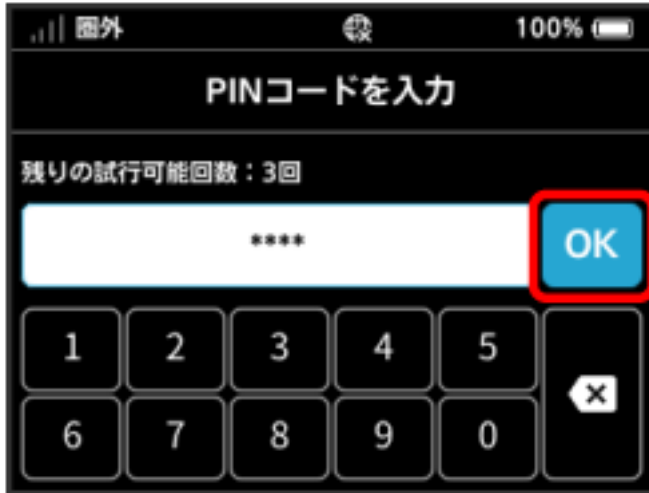 圏外 100%
PINコードを入力
残りの試行可能回数:3回
**** OK
1 2 3 4 5
6 7 8 9 0